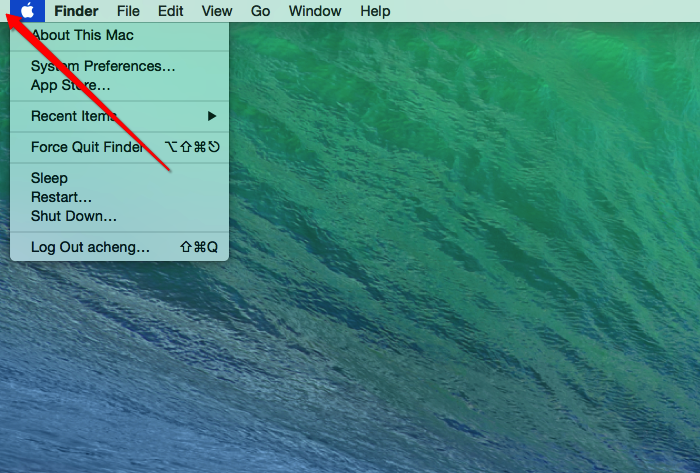 Finder File Edit View Go Window Help
About This Mac
System Preferences…
App Store…
Recent Items ▶
Force Quit Finder ⌥⇧⌘⎋
Sleep
Restart…
Shut Down…
Log Out acheng… ⇧⌘Q